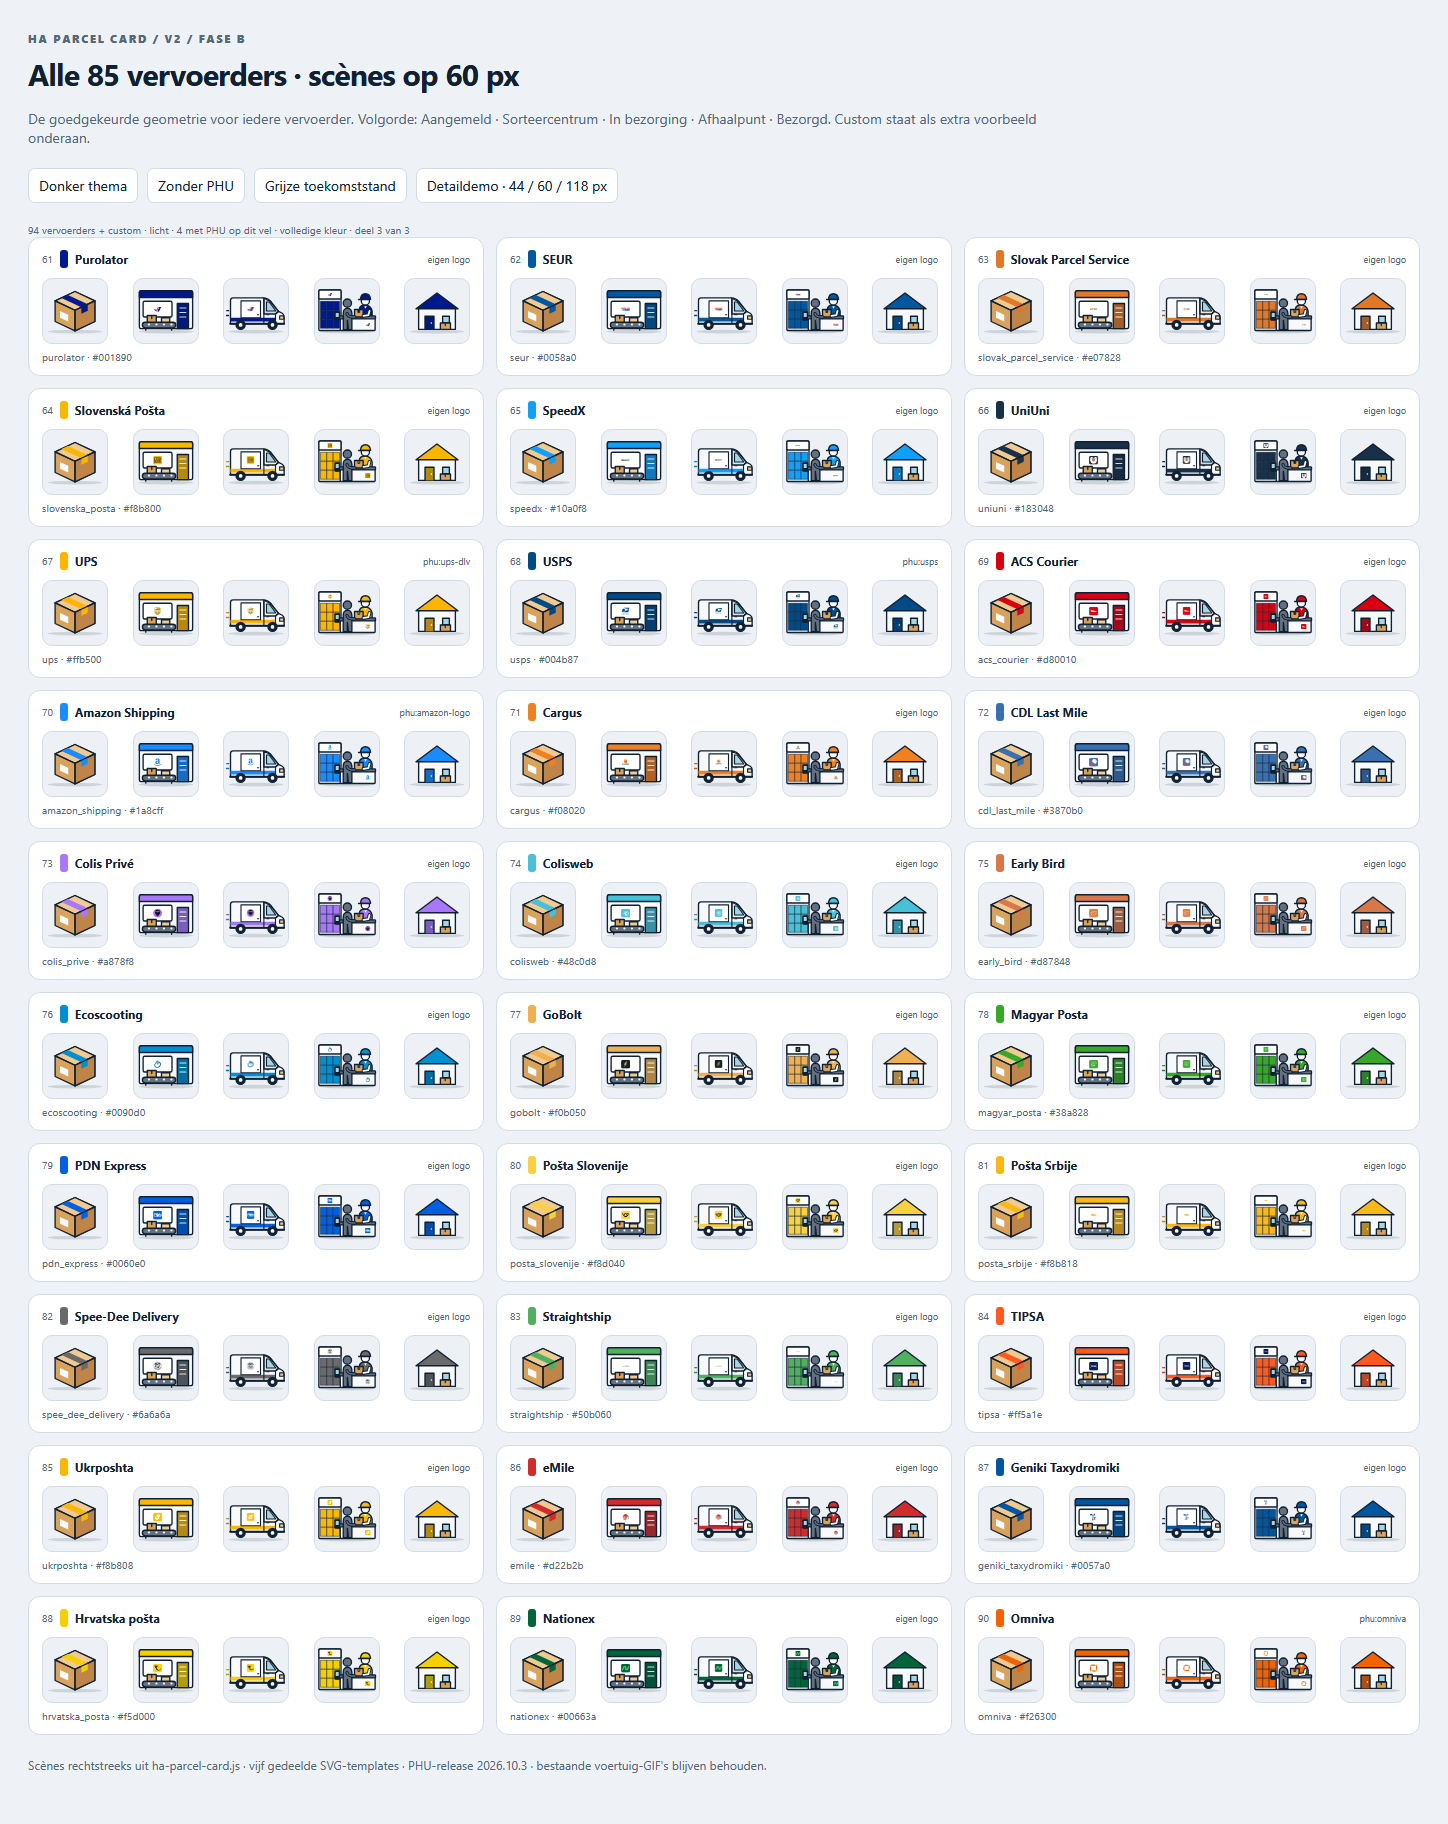 HA PARCEL CARD / V2 / FASE B
Alle 85 vervoerders · scènes op 60 px
De goedgekeurde geometrie voor iedere vervoerder. Volgorde: Aangemeld · Sorteercentrum · In bezorging · Afhaalpunt · Bezorgd. Custom staat als extra voorbeeld
onderaan.
Donker thema
Zonder PHU
Grijze toekomststand
Detaildemo · 44 / 60 / 118 px
94 vervoerders + custom · licht · 4 met PHU op dit vel · volledige kleur · deel 3 van 3
61 Purolator eigen logo
purolator · #001890
62 SEUR eigen logo
seur · #0058a0
63 Slovak Parcel Service eigen logo
slovak_parcel_service · #e07828
64 Slovenská Pošta eigen logo
slovenska_posta · #f8b800
65 SpeedX eigen logo
speedx · #10a0f8
66 UniUni eigen logo
uniuni · #183048
67 UPS phu:ups-dlv
ups · #ffb500
68 USPS phu:usps
usps · #004b87
69 ACS Courier eigen logo
acs_courier · #d80010
70 Amazon Shipping phu:amazon-logo
amazon_shipping · #1a8cff
71 Cargus eigen logo
cargus · #f08020
72 CDL Last Mile eigen logo
cdl_last_mile · #3870b0
73 Colis Privé eigen logo
colis_prive · #a878f8
74 Colisweb eigen logo
colisweb · #48c0d8
75 Early Bird eigen logo
early_bird · #d87848
76 Ecoscooting eigen logo
ecoscooting · #0090d0
77 GoBolt eigen logo
gobolt · #f0b050
78 Magyar Posta eigen logo
magyar_posta · #38a828
79 PDN Express eigen logo
pdn_express · #0060e0
80 Pošta Slovenije eigen logo
posta_slovenije · #f8d040
81 Pošta Srbije eigen logo
posta_srbije · #f8b818
82 Spee-Dee Delivery eigen logo
spee_dee_delivery · #6a6a6a
83 Straightship eigen logo
straightship · #50b060
84 TIPSA eigen logo
tipsa · #ff5a1e
85 Ukrposhta eigen logo
ukrposhta · #f8b808
86 eMile eigen logo
emile · #d22b2b
87 Geniki Taxydromiki eigen logo
geniki_taxydromiki · #0057a0
88 Hrvatska pošta eigen logo
hrvatska_posta · #f5d000
89 Nationex eigen logo
nationex · #00663a
90 Omniva phu:omniva
omniva · #f26300
Scènes rechtstreeks uit ha-parcel-card.js · vijf gedeelde SVG-templates · PHU-release 2026.10.3 · bestaande voertuig-GIF's blijven behouden.